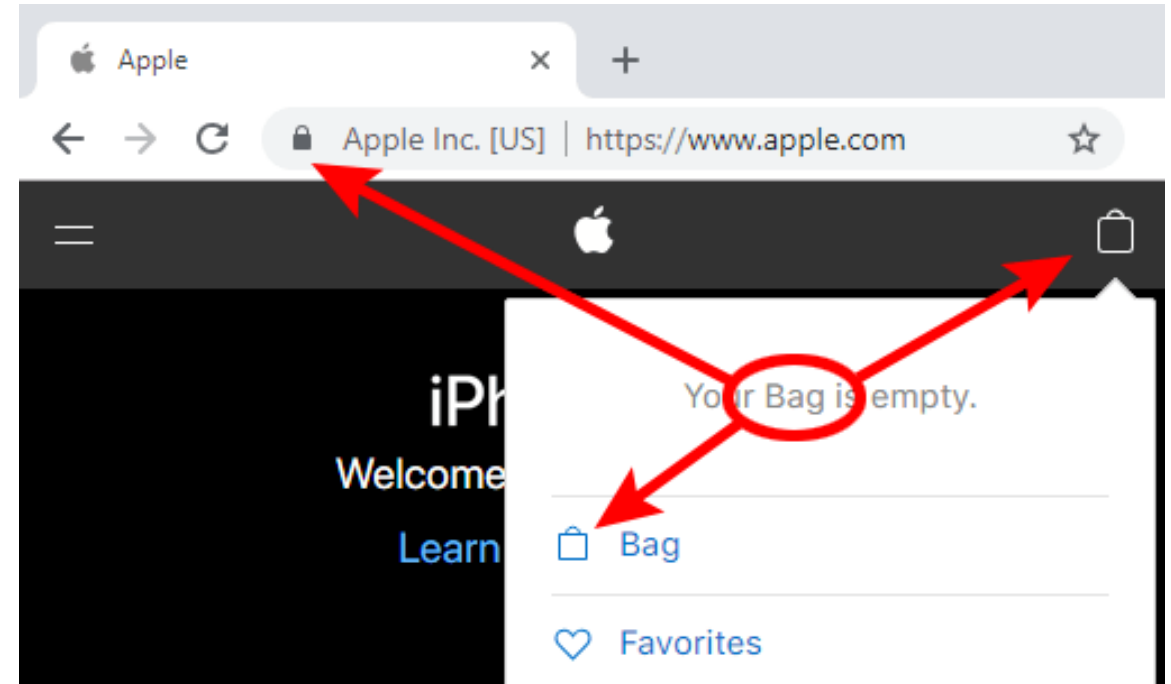 Apple
Apple Inc. [US] | https://www.apple.com
Your Bag is empty.
iPh
Welcome
Learn
Bag
Favorites